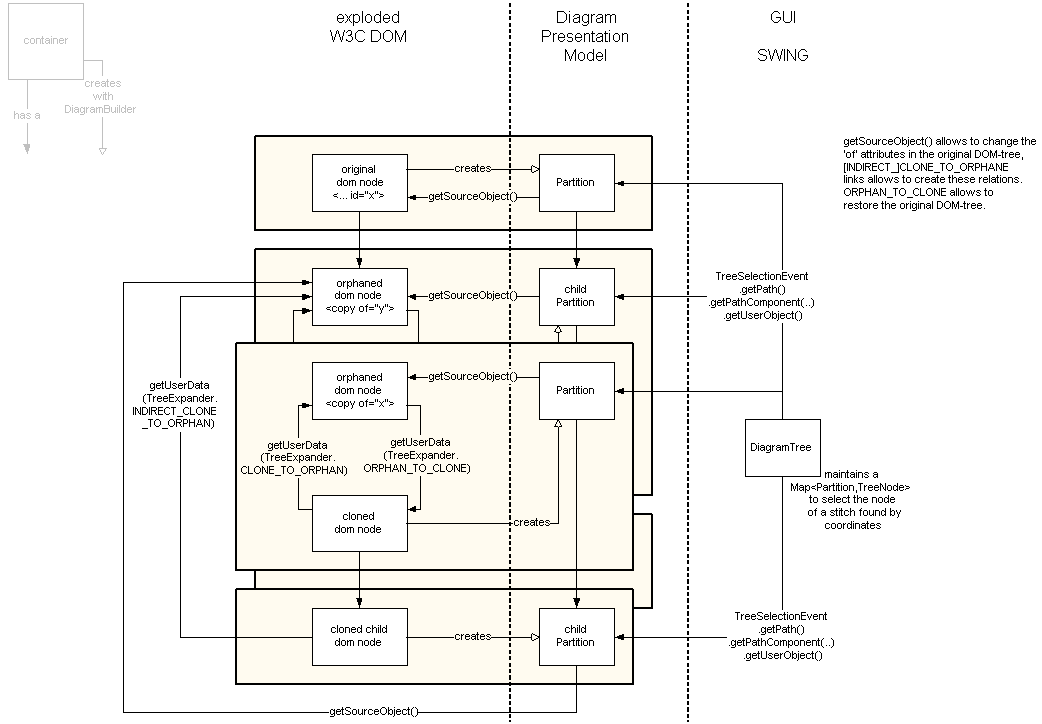 exploded
W3C DOM
Diagram
Presentation
Model
GUI
SWING
container
creates
with
DiagramBuilder
has a
getSourceObject() allows to change the
'of' attributes in the original DOM-tree,
[INDIRECT_]CLONE_TO_ORPHANE
links allows to create these relations.
ORPHAN_TO_CLONE allows to
restore the original DOM-tree.
original
dom node
<... id="x">
creates
getSourceObject()
Partition
orphaned
dom node
<copy of="y">
getSourceObject()
child
Partition
TreeSelectionEvent
.getPath()
.getPathComponent(..)
.getUserObject()
orphaned
dom node
<copy of="x">
getSourceObject()
Partition
getUserData
(TreeExpander.
INDIRECT_CLONE
_TO_ORPHAN)
getUserData
(TreeExpander.
CLONE_TO_ORPHAN)
getUserData
(TreeExpander.
ORPHAN_TO_CLONE)
DiagramTree
maintains a
Map<Partition,TreeNode>
to select the node
of a stitch found by
coordinates
cloned
dom node
creates
cloned child
dom node
creates
child
Partition
TreeSelectionEvent
.getPath()
.getPathComponent(..)
.getUserObject()
getSourceObject()